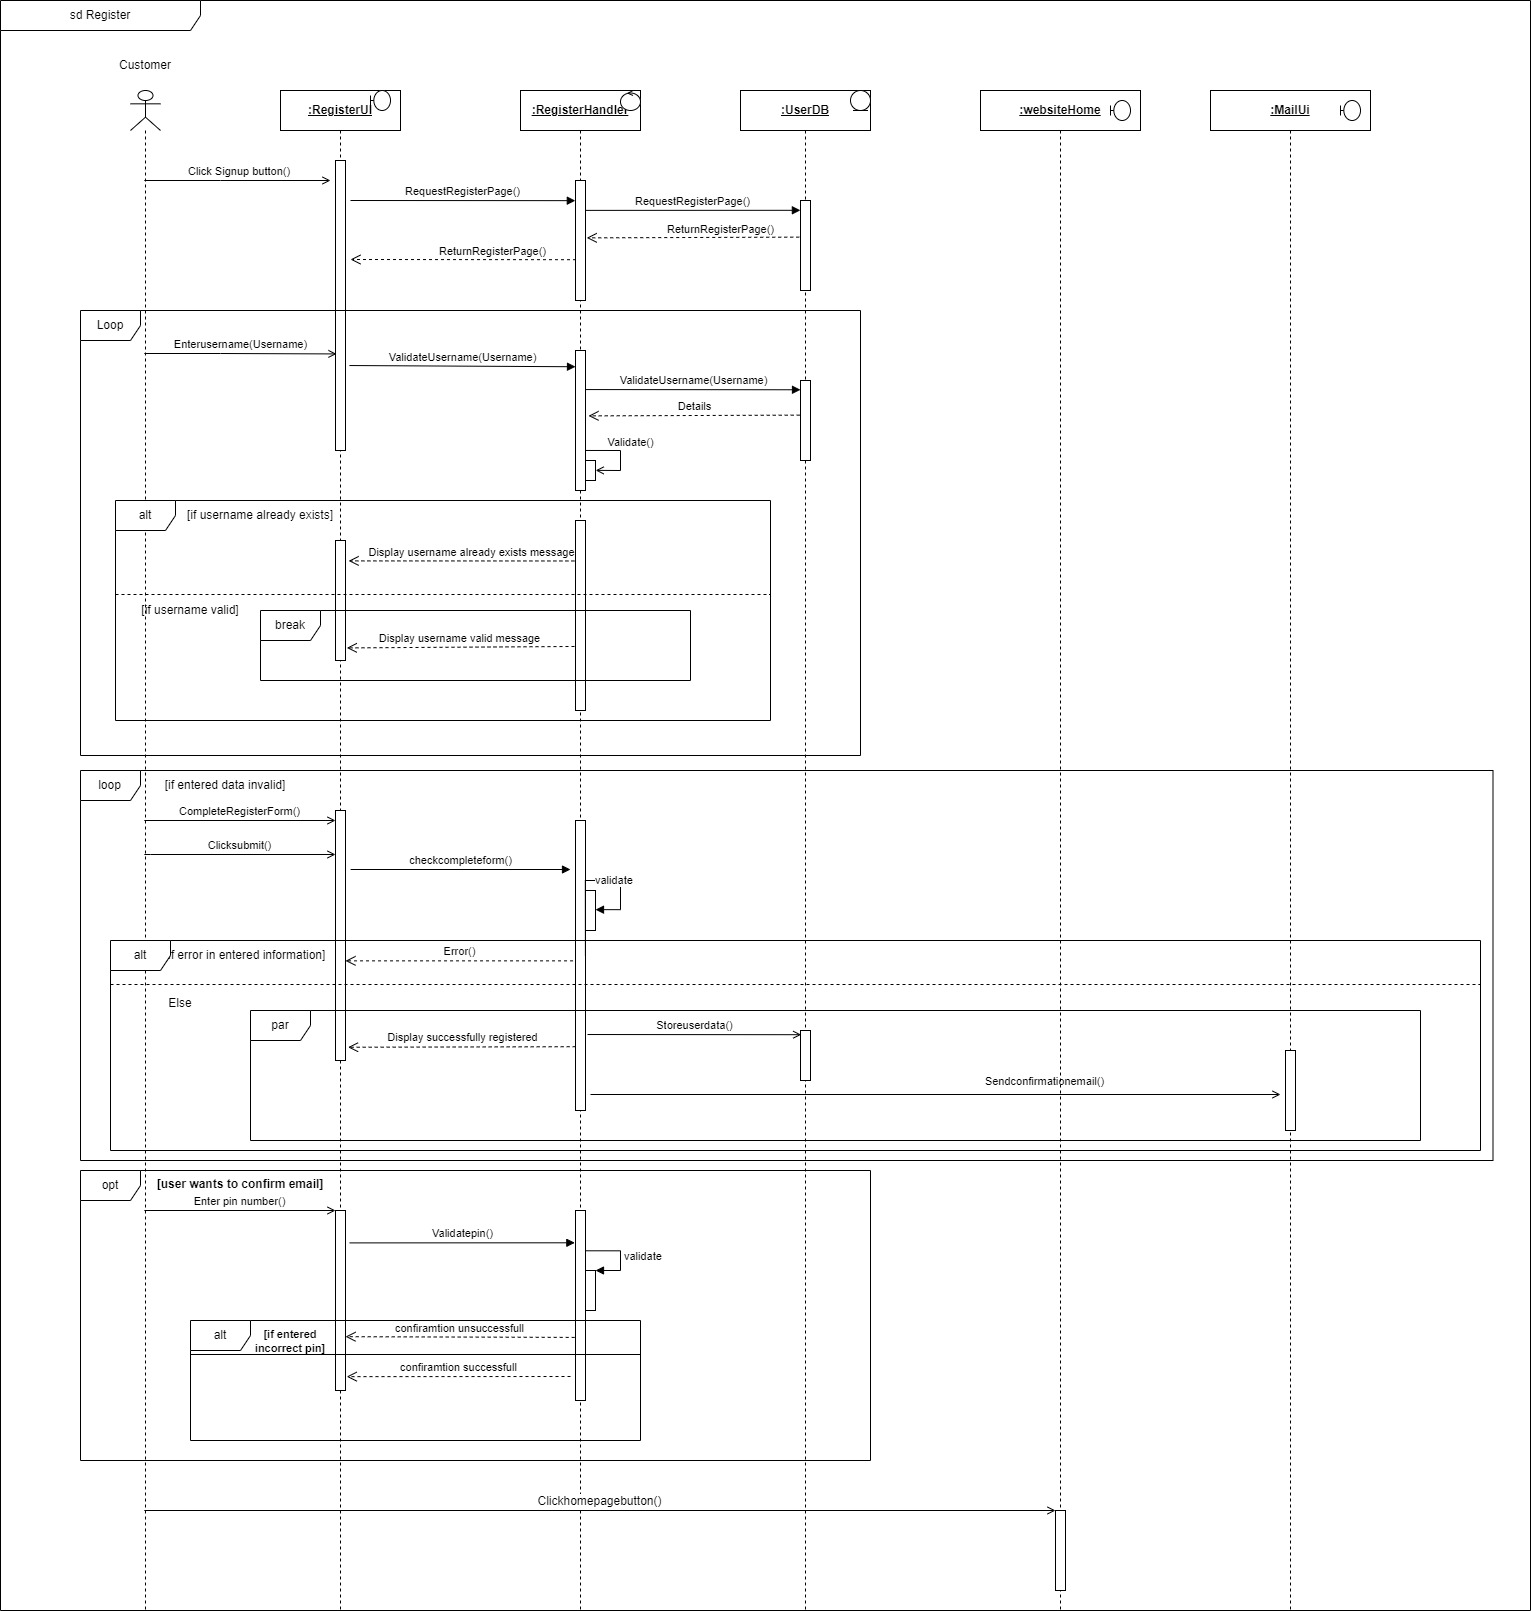 sd Register
Customer
:RegisterUI
:RegisterHandler
:UserDB
:websiteHome
:MailUi
Click Signup button()
RequestRegisterPage()
RequestRegisterPage()
ReturnRegisterPage()
ReturnRegisterPage()
Loop
Enterusername(Username)
ValidateUsername(Username)
ValidateUsername(Username)
Details
Validate()
alt
[if username already exists]
Display username already exists message
[if username valid]
break
Display username valid message
loop
[if entered data invalid]
CompleteRegisterForm()
Clicksubmit()
checkcompleteform()
validate
alt
f error in entered information]
Error()
Else
par
Storeuserdata()
Display successfully registered
Sendconfirmationemail()
opt
[user wants to confirm email]
Enter pin number()
Validatepin()
validate
alt
[if entered
incorrect pin]
confiramtion unsuccessfull
confiramtion successfull
Clickhomepagebutton()